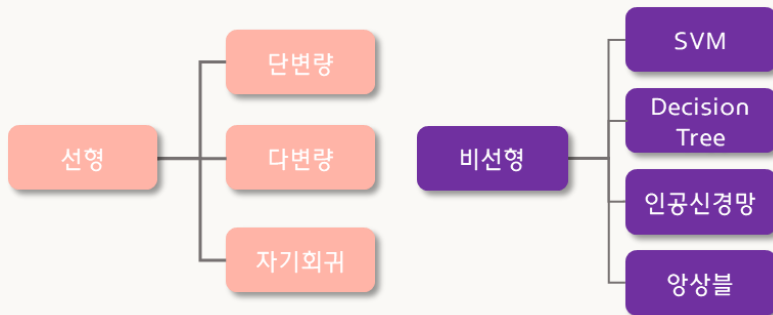 선형
단변량
다변량
자기회귀
비선형
SVM
Decision
Tree
인공신경망
앙상블